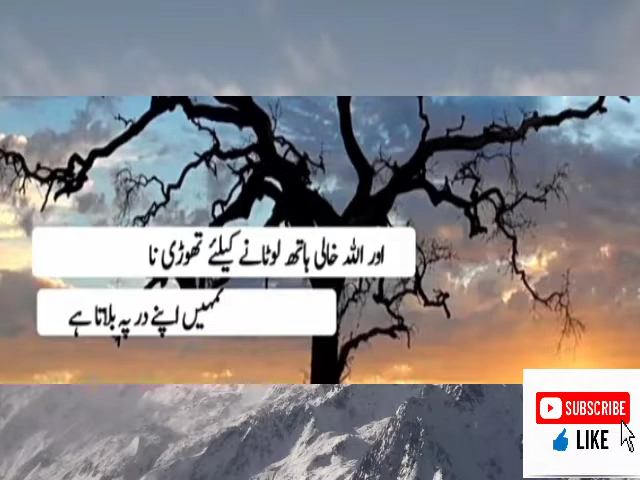 اور اللہ خالی ہاتھ لوٹانے کیلئے تھوڑی نا
تمہیں اپنے در پہ بلاتا ہے
SUBSCRIBE
LIKE